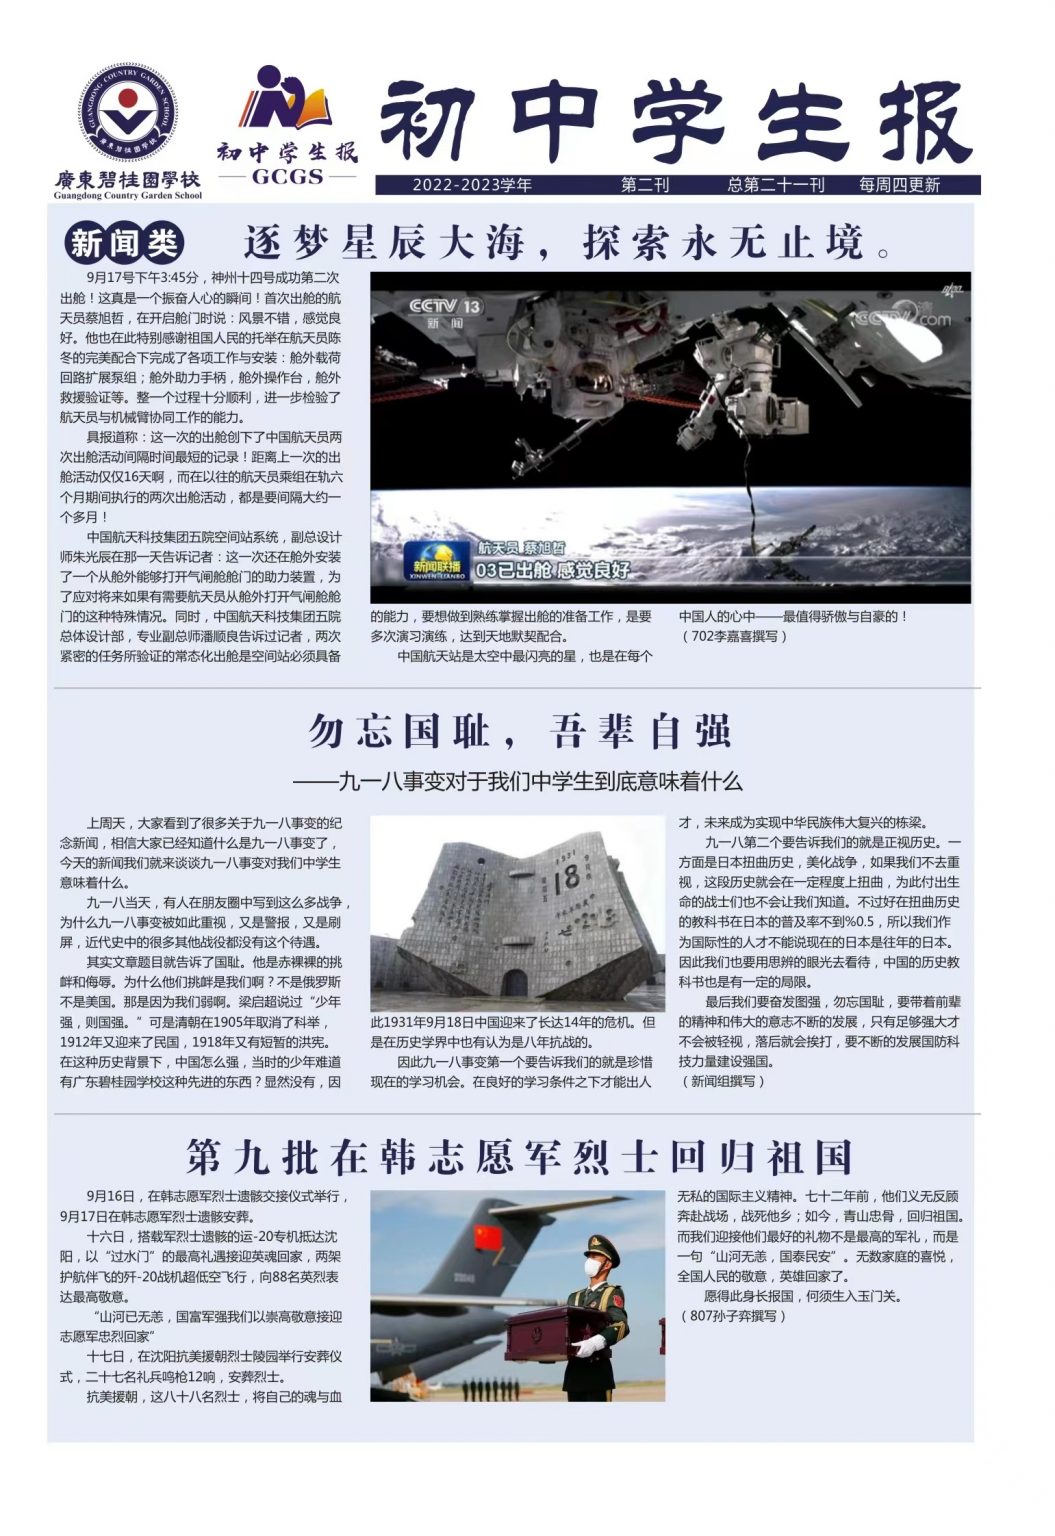 GUANGDONG COUNTRY GARDEN SCHOOL
廣東碧桂園學校
廣東碧桂園學校
Guangdong Country Garden School
初中学生报
GCGS
初中学生报
2022-2023学年 第二刊 总第二十一刊 每周四更新
新闻类
逐梦星辰大海，探索永无止境。
9月17号下午3:45分，神州十四号成功第二次
出舱！这真是一个振奋人心的瞬间！首次出舱的航
天员蔡旭哲，在开启舱门时说：风景不错，感觉良
好。他也在此特别感谢祖国人民的托举在航天员陈
冬的完美配合下完成了各项工作与安装：舱外载荷
回路扩展泵组；舱外助力手柄，舱外操作台，舱外
救援验证等。整一个过程十分顺利，进一步检验了
航天员与机械臂协同工作的能力。
具报道称：这一次的出舱创下了中国航天员两
次出舱活动间隔时间最短的记录！距离上一次的出
舱活动仅仅16天啊，而在以往的航天员乘组在轨六
个月期间执行的两次出舱活动，都是要间隔大约一
个多月！
中国航天科技集团五院空间站系统，副总设计
师朱光辰在那一天告诉记者：这一次还在舱外安装
了一个从舱外能够打开气闸舱舱门的助力装置，为
了应对将来如果有需要航天员从舱外打开气闸舱舱
门的这种特殊情况。同时，中国航天科技集团五院
总体设计部，专业副总师潘顺良告诉过记者，两次
紧密的任务所验证的常态化出舱是空间站必须具备
CCTV 13
新闻
CCTV.com
新闻联播
XINWENLIANBO
航天员 蔡旭哲
03已出舱 感觉良好
的能力，要想做到熟练掌握出舱的准备工作，是要
多次演习演练，达到天地默契配合。
中国航天站是太空中最闪亮的星，也是在每个
中国人的心中——最值得骄傲与自豪的！
（702李嘉喜撰写）
勿忘国耻，吾辈自强
——九一八事变对于我们中学生到底意味着什么
上周天，大家看到了很多关于九一八事变的纪
念新闻，相信大家已经知道什么是九一八事变了，
今天的新闻我们就来谈谈九一八事变对我们中学生
意味着什么。
九一八当天，有人在朋友圈中写到这么多战争，
为什么九一八事变被如此重视，又是警报，又是刷
屏，近代史中的很多其他战役都没有这个待遇。
其实文章题目就告诉了国耻。他是赤裸裸的挑
衅和侮辱。为什么他们挑衅是我们啊？不是俄罗斯
不是美国。那是因为我们弱啊。梁启超说过“少年
强，则国强。”可是清朝在1905年取消了科举，
1912年又迎来了民国，1918年又有短暂的洪宪。
在这种历史背景下，中国怎么强，当时的少年难道
有广东碧桂园学校这种先进的东西？显然没有，因
1931
18
此1931年9月18日中国迎来了长达14年的危机。但
是在历史学界中也有认为是八年抗战的。
因此九一八事变第一个要告诉我们的就是珍惜
现在的学习机会。在良好的学习条件之下才能出人
才，未来成为实现中华民族伟大复兴的栋梁。
九一八第二个要告诉我们的就是正视历史。一
方面是日本扭曲历史，美化战争，如果我们不去重
视，这段历史就会在一定程度上扭曲，为此付出生
命的战士们也不会让我们知道。不过好在扭曲历史
的教科书在日本的普及率不到%0.5，所以我们作
为国际性的人才不能说现在的日本是往年的日本。
因此我们也要用思辨的眼光去看待，中国的历史教
科书也是有一定的局限。
最后我们要奋发图强，勿忘国耻，要带着前辈
的精神和伟大的意志不断的发展，只有足够强大才
不会被轻视，落后就会挨打，要不断的发展国防科
技力量建设强国。
（新闻组撰写）
第九批在韩志愿军烈士回归祖国
9月16日，在韩志愿军烈士遗骸交接仪式举行，
9月17日在韩志愿军烈士遗骸安葬。
十六日，搭载军烈士遗骸的运-20专机抵达沈
阳，以“过水门”的最高礼遇接迎英魂回家，两架
护航伴飞的歼-20战机超低空飞行，向88名英烈表
达最高敬意。
“山河已无恙，国富军强我们以崇高敬意接迎
志愿军忠烈回家”
十七日，在沈阳抗美援朝烈士陵园举行安葬仪
式，二十七名礼兵鸣枪12响，安葬烈士。
抗美援朝，这八十八名烈士，将自己的魂与血
无私的国际主义精神。七十二年前，他们义无反顾
奔赴战场，战死他乡；如今，青山忠骨，回归祖国。
而我们迎接他们最好的礼物不是最高的军礼，而是
一句“山河无恙，国泰民安”。无数家庭的喜悦，
全国人民的敬意，英雄回家了。
愿得此身长报国，何须生入玉门关。
（807孙子弈撰写）